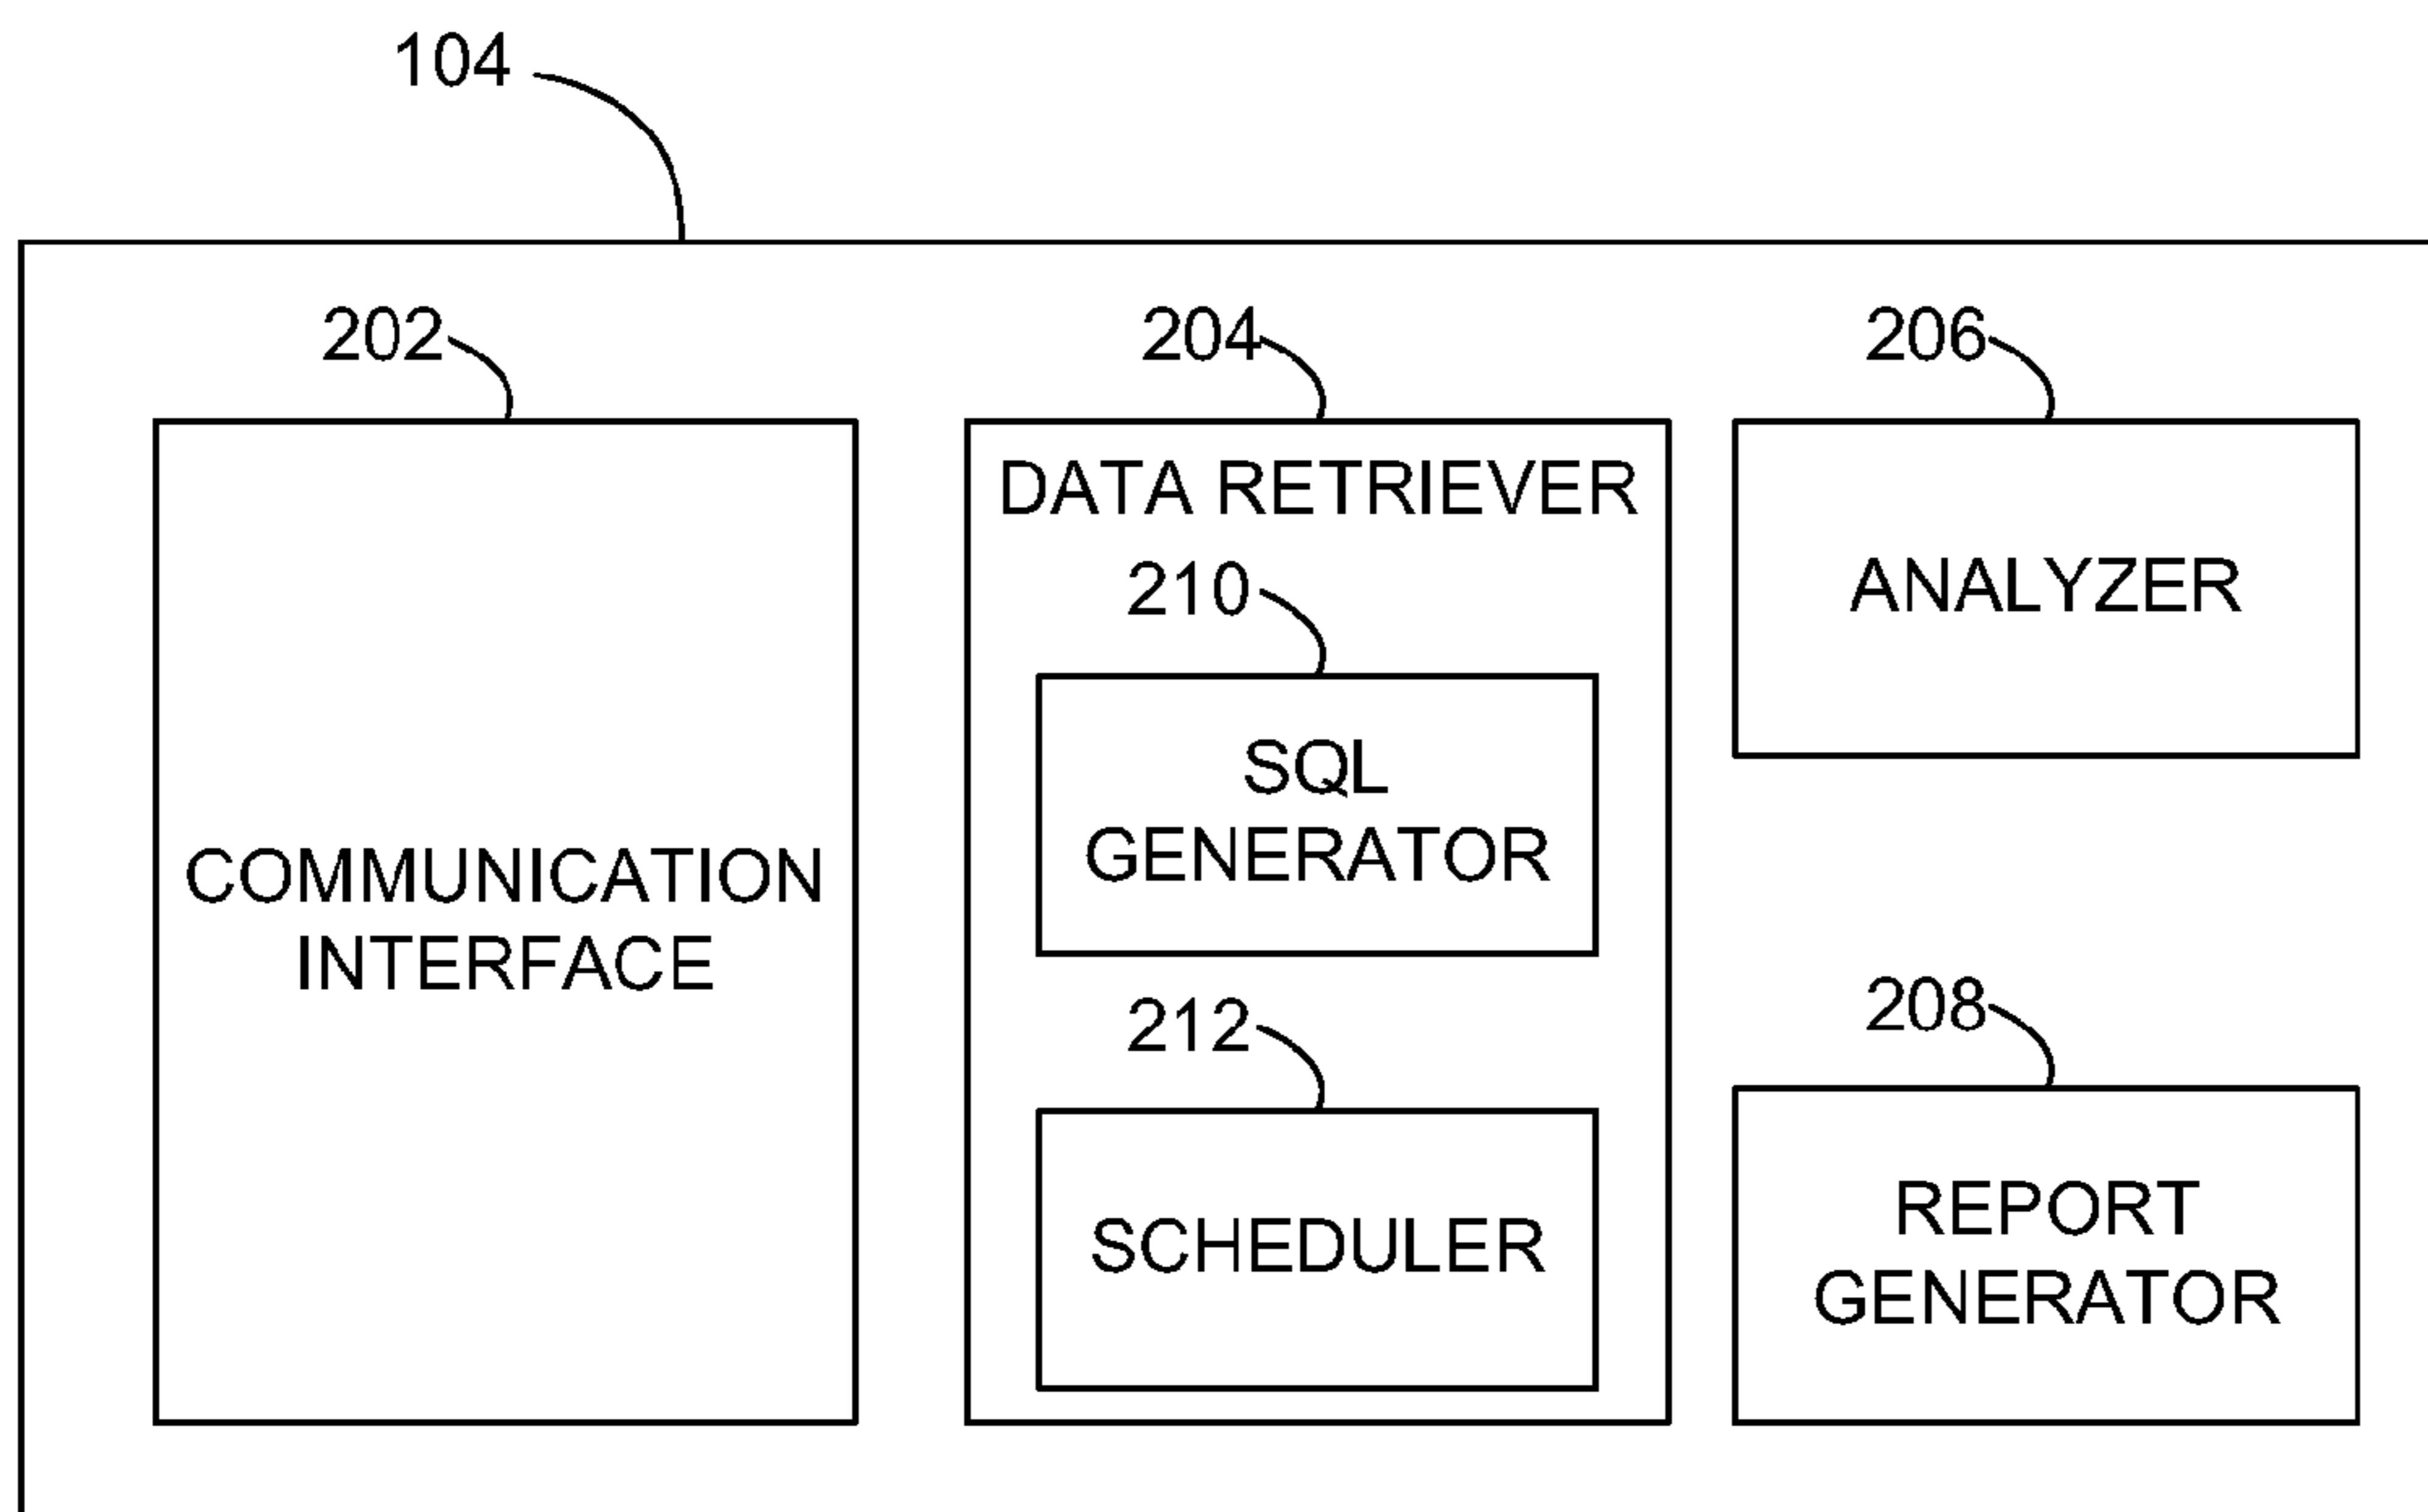 104
202
204
206
DATA RETRIEVER
210
ANALYZER
SQL
GENERATOR
COMMUNICATION
INTERFACE
212
208
SCHEDULER
REPORT
GENERATOR